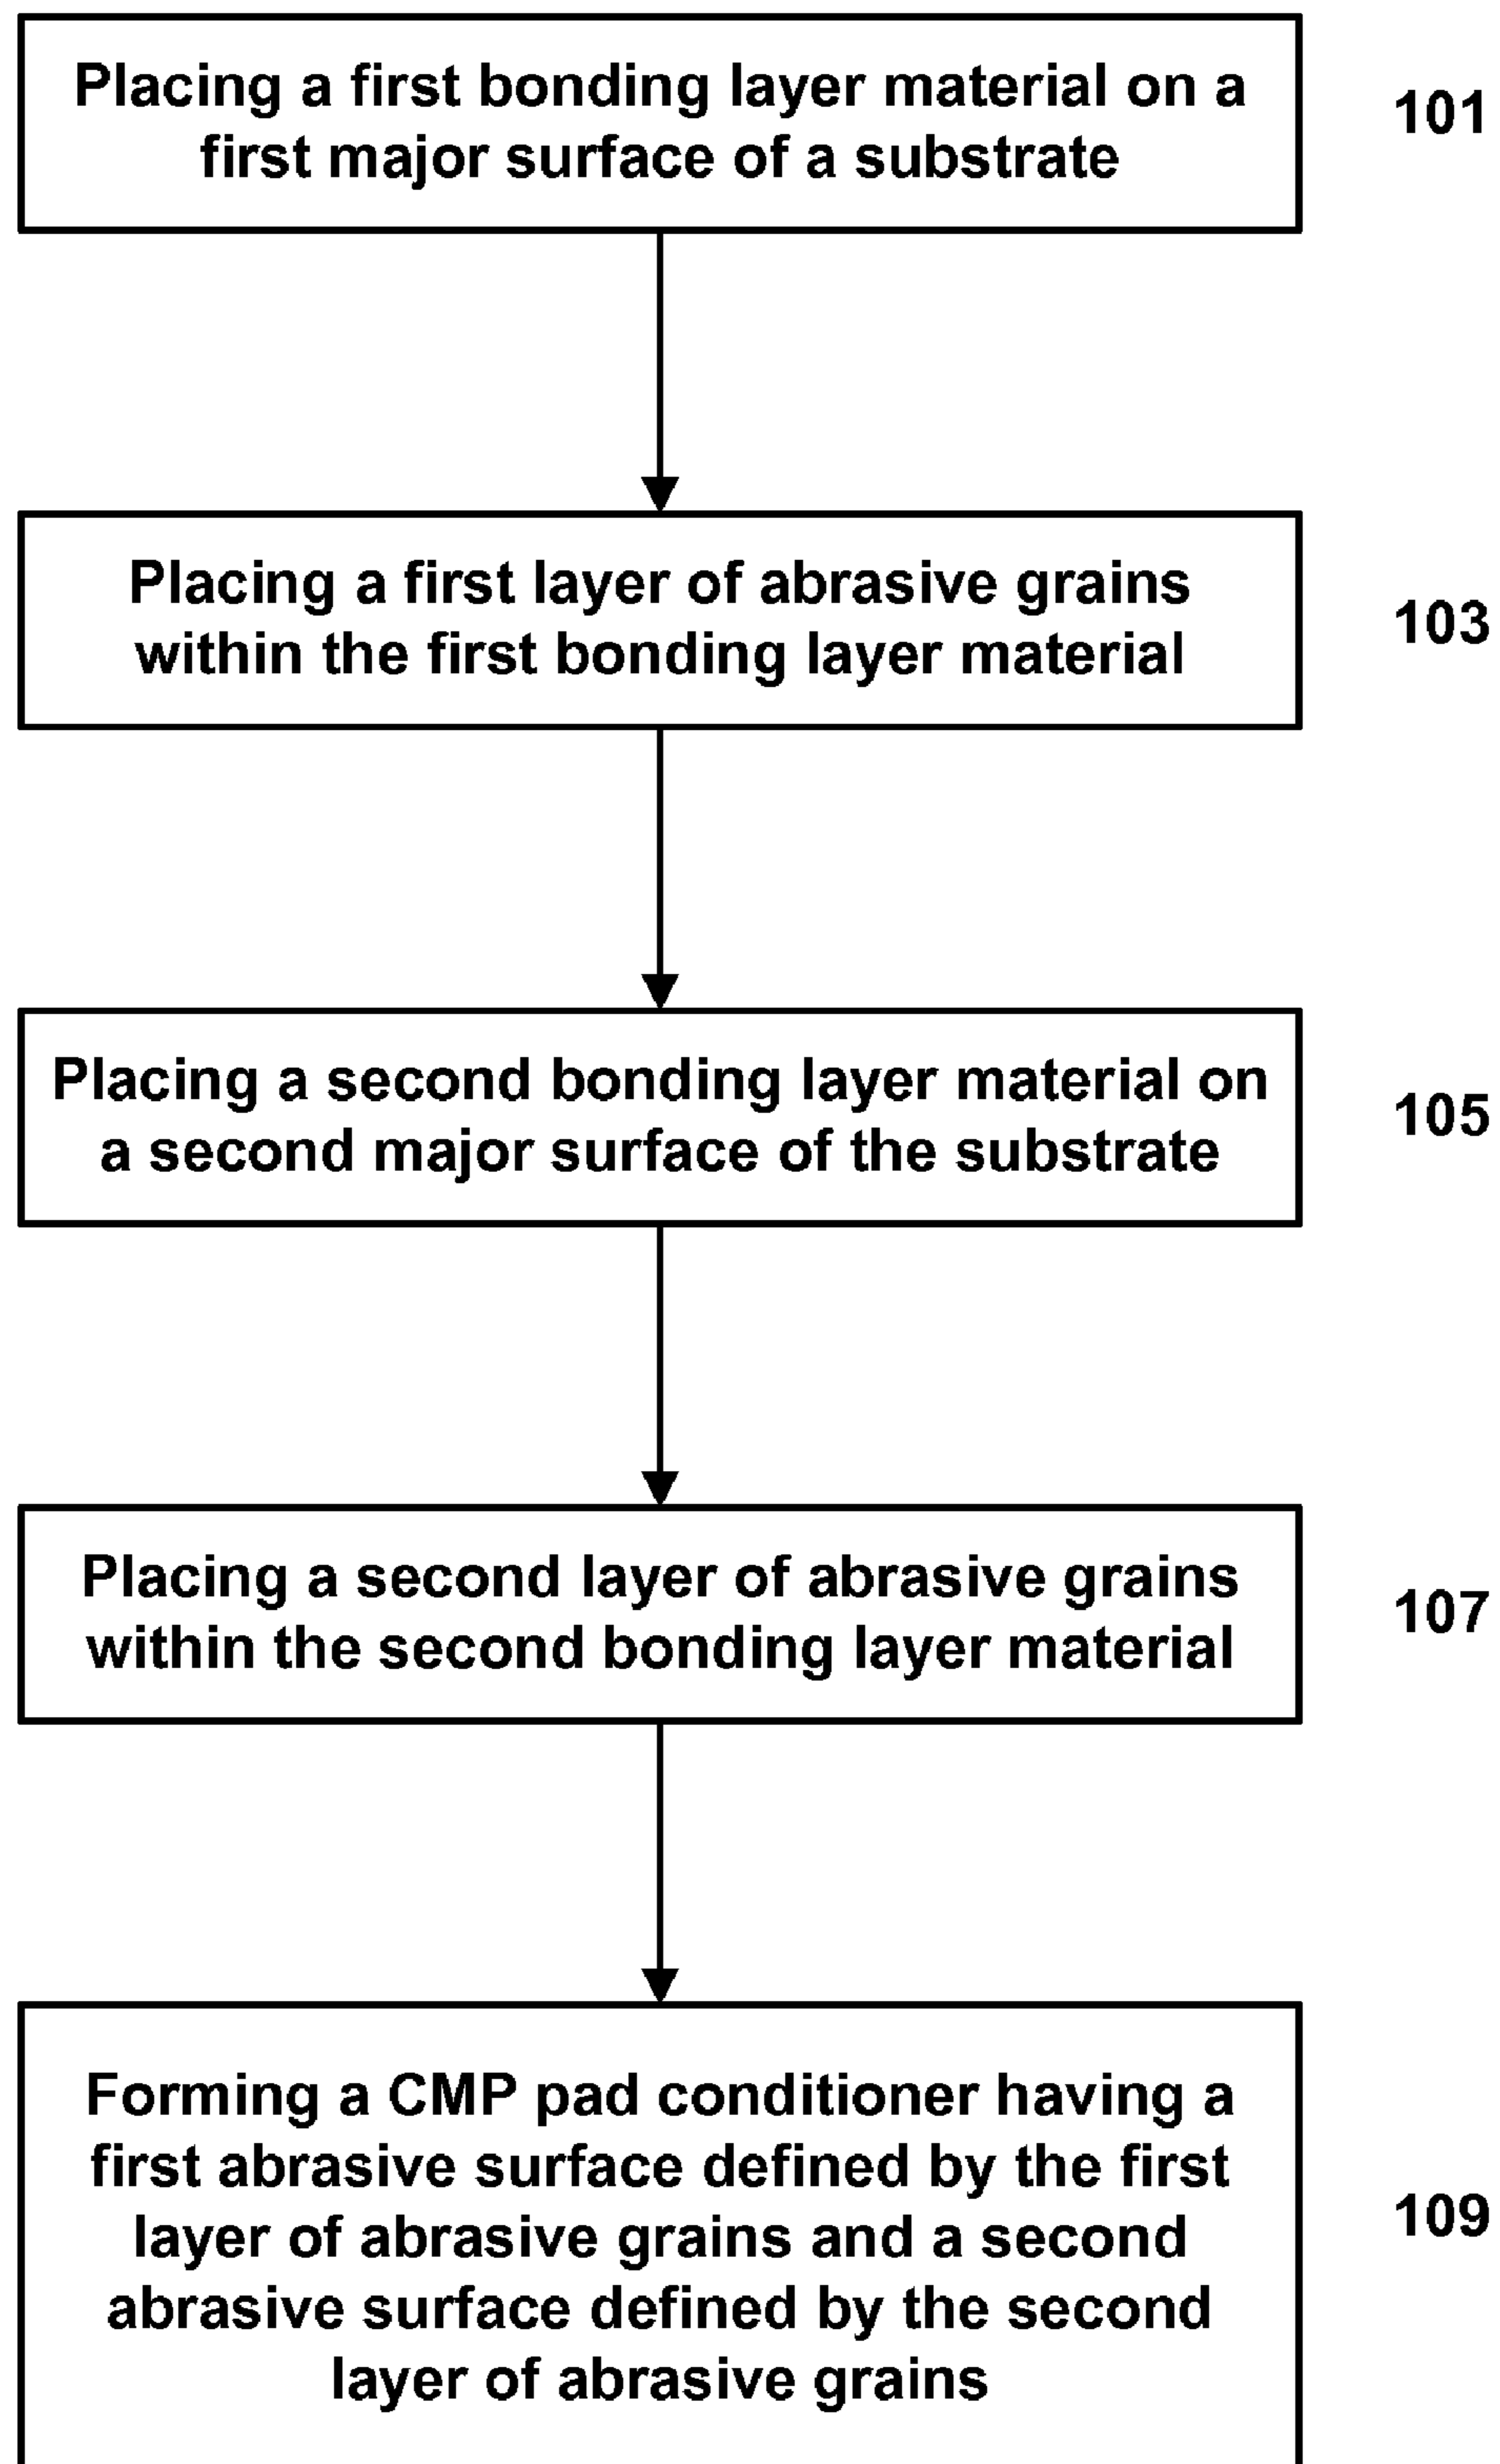 Placing a first bonding layer material on a
first major surface of a substrate
101
Placing a first layer of abrasive grains
within the first bonding layer material
103
Placing a second bonding layer material on
a second major surface of the substrate
105
Placing a second layer of abrasive grains
within the second bonding layer material
107
Forming a CMP pad conditioner having a
first abrasive surface defined by the first
layer of abrasive grains and a second
abrasive surface defined by the second
layer of abrasive grains
109